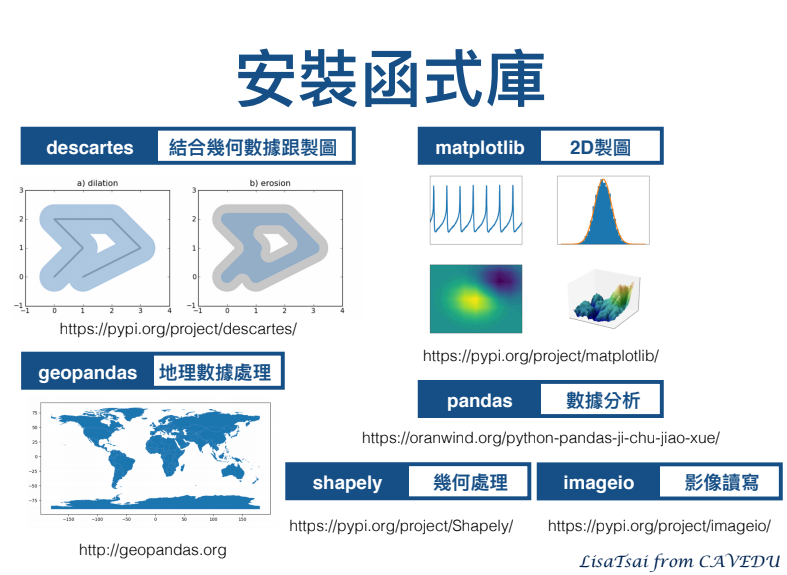 安裝函式庫
descartes 結合幾何數據跟製圖
a) dilation
b) erosion
3
2
1
0
−1
−1 0 1 2 3 4
3
2
1
0
−1
−1 0 1 2 3 4
https://pypi.org/project/descartes/
matplotlib 2D製圖
https://pypi.org/project/matplotlib/
geopandas 地理數據處理
75
50
25
0
−25
−50
−75
−150 −100 −50 0 50 100 150
http://geopandas.org
pandas 數據分析
https://oranwind.org/python-pandas-ji-chu-jiao-xue/
shapely 幾何處理
https://pypi.org/project/Shapely/
imageio 影像讀寫
https://pypi.org/project/imageio/
LisaTsai from CAVEDU